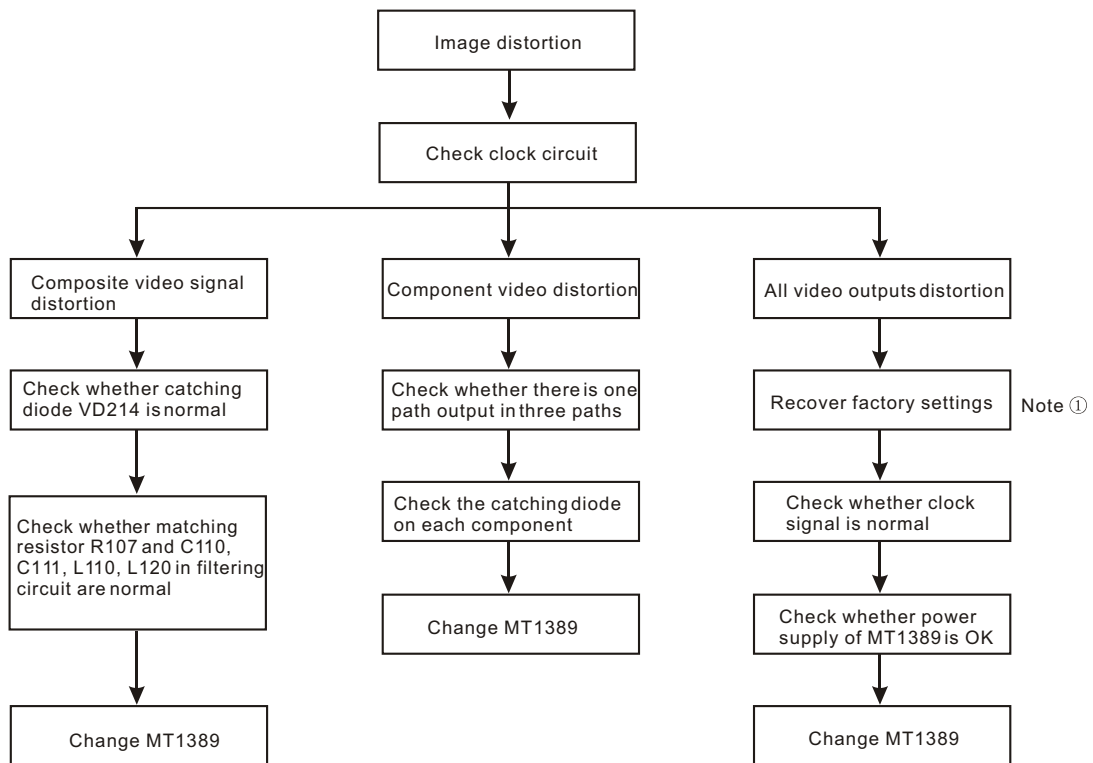 Image distortion
Check clock circuit
Composite video signal
distortion
Check whether catching
diode VD214 is normal
Check whether matching
resistor R107 and C110,
C111, L110, L120 in filtering
circuit are normal
Change MT1389
Component video distortion
Check whether there is one
path output in three paths
Check the catching diode
on each component
Change MT1389
All video outputs distortion
Recover factory settings
Note ①
Check whether clock
signal is normal
Check whether power
supply of MT1389 is OK
Change MT1389